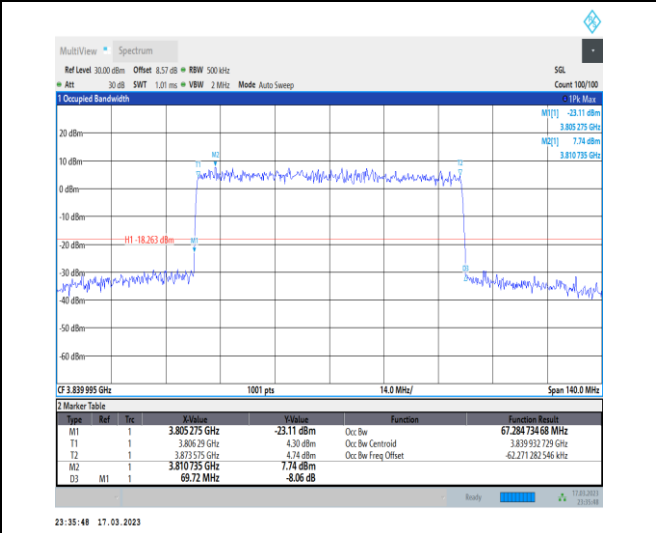 MultiView Spectrum
Ref Level 30.00 dBm Offset 8.57 dB RBW 500 kHz SGL
Att 30 dB SWT 1.01 ms VBW 2 MHz Mode Auto Sweep Count 100/100
1 Occupied Bandwidth 1Pk Max
M1[1] -23.11 dBm
3.805 275 GHz
M2[1] 7.74 dBm
3.810 735 GHz
20 dBm
10 dBm
0 dBm
-10 dBm
-20 dBm
-30 dBm
-40 dBm
-50 dBm
-60 dBm
T1
M2
T2
H1 -18.263 dBm
M1
D3
CF 3.839 995 GHz 1001 pts 14.0 MHz/ Span 140.0 MHz
2 Marker Table
Type Ref Trc X-Value Y-Value Function Function Result
M1 1 3.805 275 GHz -23.11 dBm Occ Bw 67.284 734 68 MHz
T1 1 3.806 29 GHz 4.30 dBm Occ Bw Centroid 3.839 932 729 GHz
T2 1 3.873 575 GHz 4.74 dBm Occ Bw Freq Offset -62.271 282 546 kHz
M2 1 3.810 735 GHz 7.74 dBm
D3 M1 1 69.72 MHz -8.06 dB
Ready 17.03.2023
23:35:48
23:35:48 17.03.2023